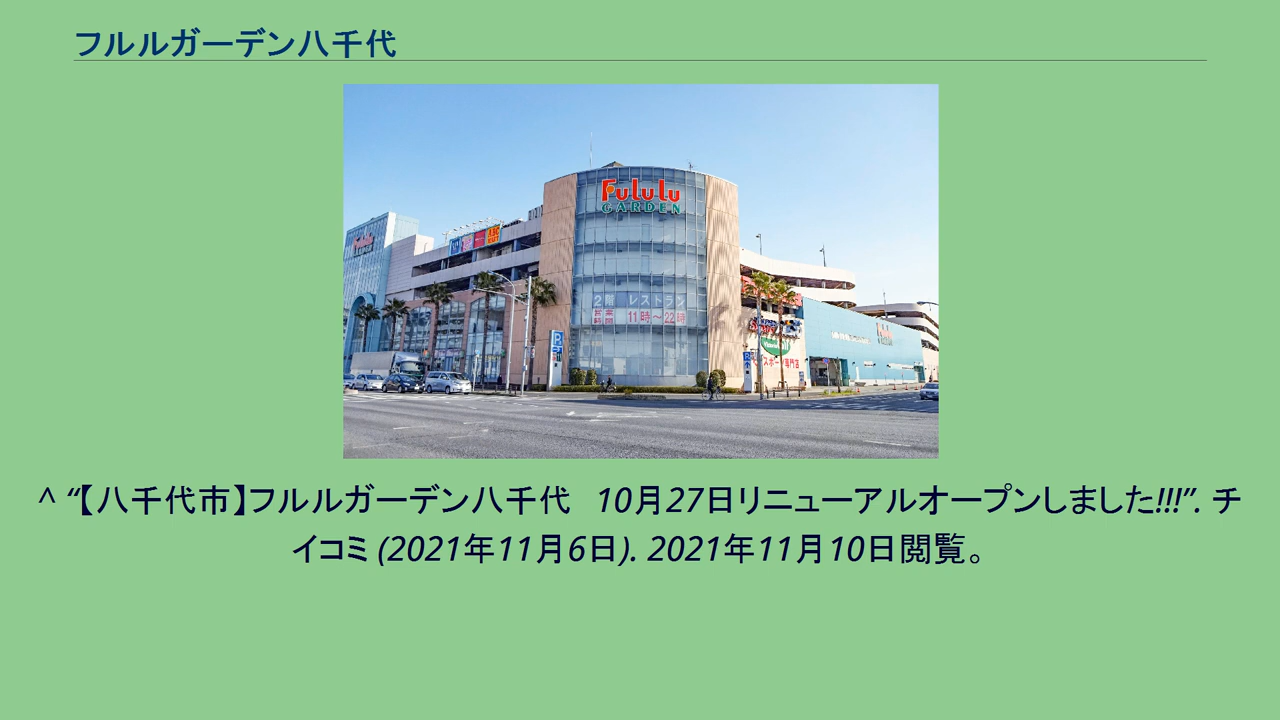 フルルガーデン八千代
Fululu
GARDEN
2階 レストラン
営業時間 11時～22時
^ “【八千代市】フルルガーデン八千代　10月27日リニューアルオープンしました!!!”. チ
イコミ (2021年11月6日). 2021年11月10日閲覧。